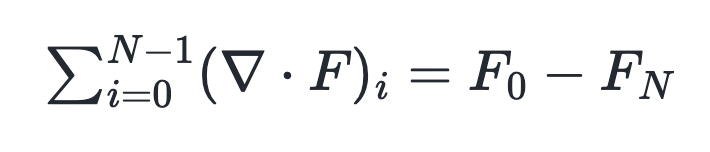 ∑_{i=0}^{N−1}(∇ · F)_i = F_0 − F_N